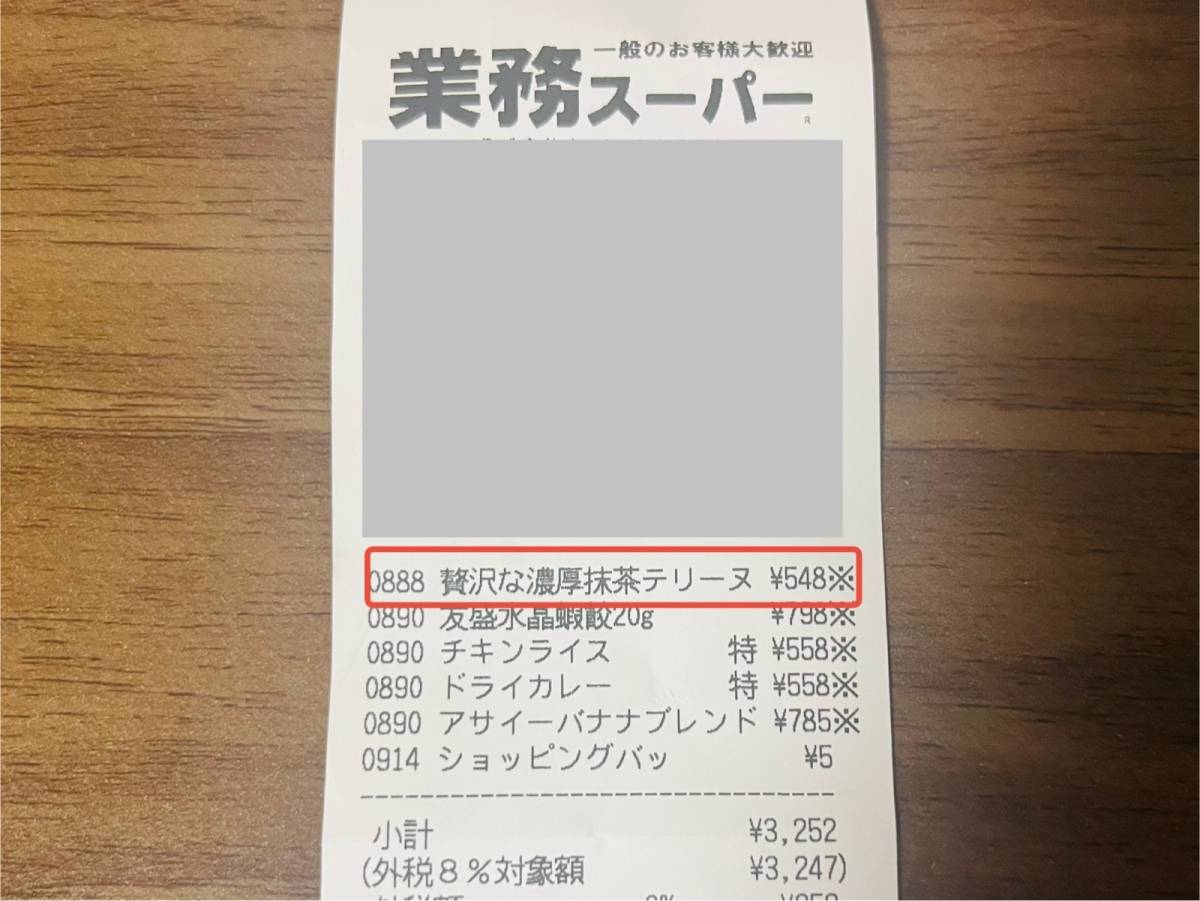 一般のお客様大歓迎
業務スーパー
0888 贅沢な濃厚抹茶テリーヌ ¥548※
0890 友盛水晶蝦餃20g ¥798※
0890 チキンライス 特 ¥558※
0890 ドライカレー 特 ¥558※
0890 アサイーバナナブレンド ¥785※
0914 ショッピングバッ ¥5
小計 ¥3,252
(外税8%対象額 ¥3,247)